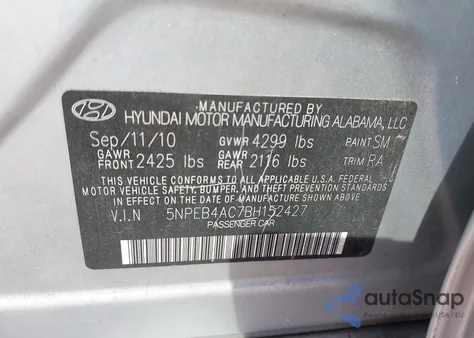 MANUFACTURED BY
HYUNDAI MOTOR MANUFACTURING ALABAMA, LLC
Sep/11/10 GVWR 4299 lbs PAINT SM
GAWR FRONT 2425 lbs GAWR REAR 2116 lbs TRIM RA
THIS VEHICLE CONFORMS TO ALL APPLICABLE U.S.A. FEDERAL
MOTOR VEHICLE SAFETY, BUMPER, AND THEFT PREVENTION STANDARDS
IN EFFECT ON THE DATE OF MANUFACTURE SHOWN ABOVE.
V.I.N 5NPEB4AC7BH152427
PASSENGER CAR
autoSnap